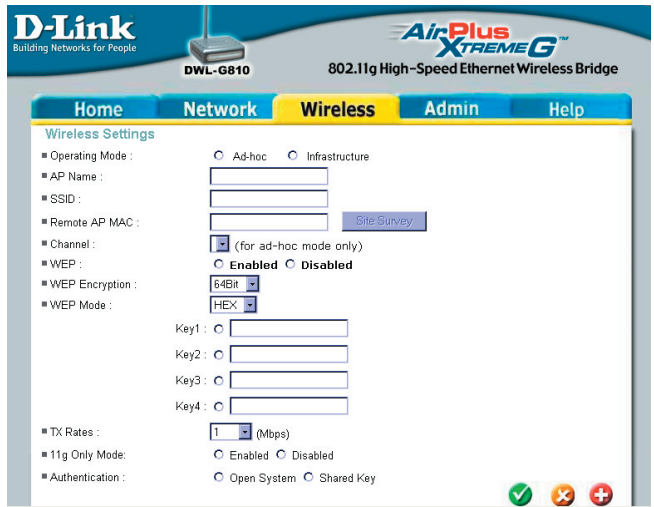 D-Link
Building Networks for People
DWL-G810
AirPlus
XTREME G™
802.11g High-Speed Ethernet Wireless Bridge
Home Network Wireless Admin Help
Wireless Settings
Operating Mode : Ad-hoc Infrastructure
AP Name :
SSID :
Remote AP MAC : Site Survey
Channel : (for ad-hoc mode only)
WEP : Enabled Disabled
WEP Encryption : 64Bit
WEP Mode : HEX
Key1 :
Key2 :
Key3 :
Key4 :
TX Rates : 1 (Mbps)
11g Only Mode: Enabled Disabled
Authentication : Open System Shared Key